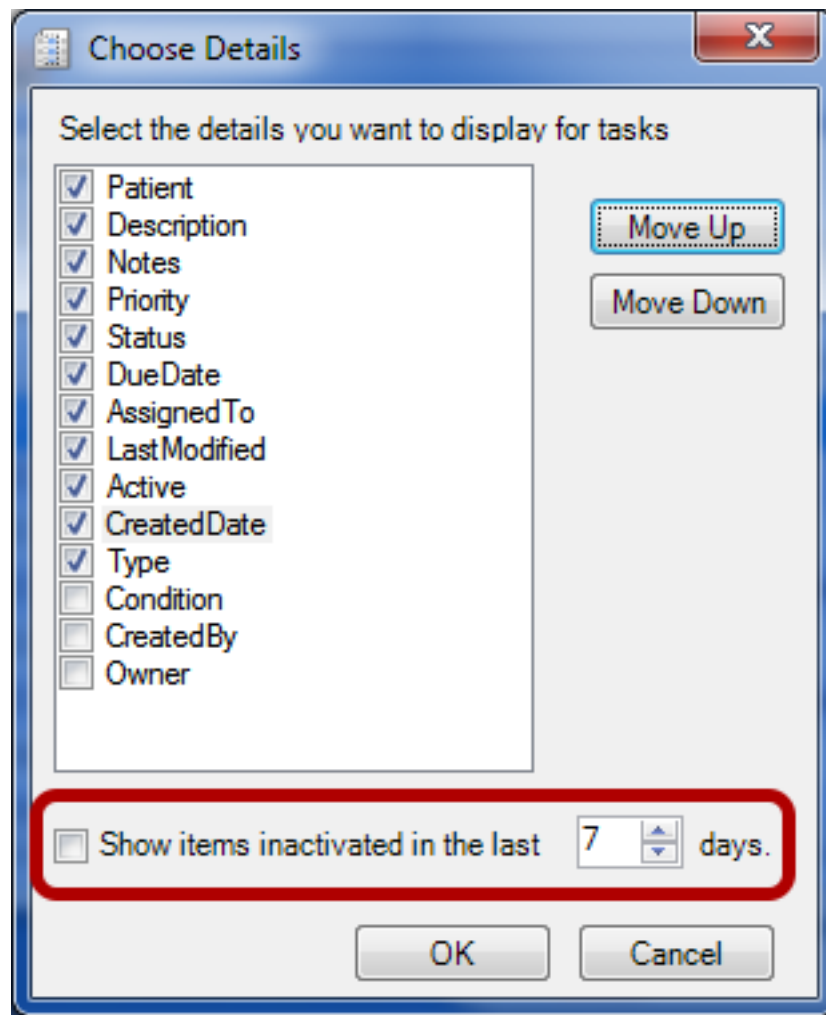 Choose Details
Select the details you want to display for tasks
Patient
Description
Notes
Priority
Status
DueDate
AssignedTo
LastModified
Active
CreatedDate
Type
Condition
CreatedBy
Owner
Move Up
Move Down
Show items inactivated in the last 7 days.
OK Cancel